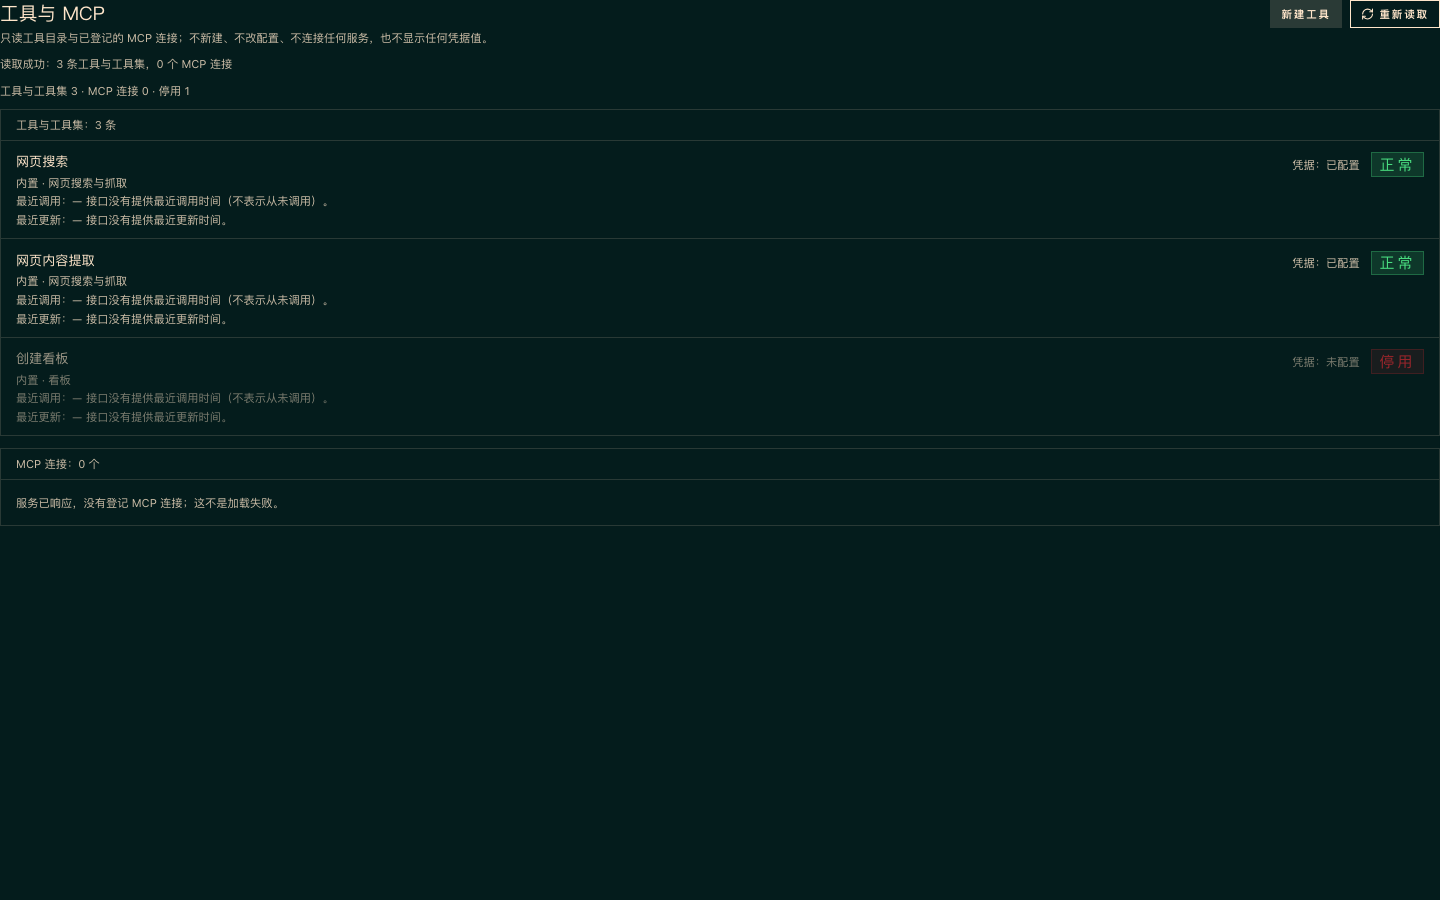 工具与 MCP
新建工具
重新读取
只读工具目录与已登记的 MCP 连接；不新建、不改配置、不连接任何服务，也不显示任何凭据值。
读取成功：3 条工具与工具集，0 个 MCP 连接
工具与工具集 3 · MCP 连接 0 · 停用 1
工具与工具集：3 条
网页搜索
凭据：已配置
正常
内置 · 网页搜索与抓取
最近调用：— 接口没有提供最近调用时间（不表示从未调用）。
最近更新：— 接口没有提供最近更新时间。
网页内容提取
凭据：已配置
正常
内置 · 网页搜索与抓取
最近调用：— 接口没有提供最近调用时间（不表示从未调用）。
最近更新：— 接口没有提供最近更新时间。
创建看板
凭据：未配置
停用
内置 · 看板
最近调用：— 接口没有提供最近调用时间（不表示从未调用）。
最近更新：— 接口没有提供最近更新时间。
MCP 连接：0 个
服务已响应，没有登记 MCP 连接；这不是加载失败。